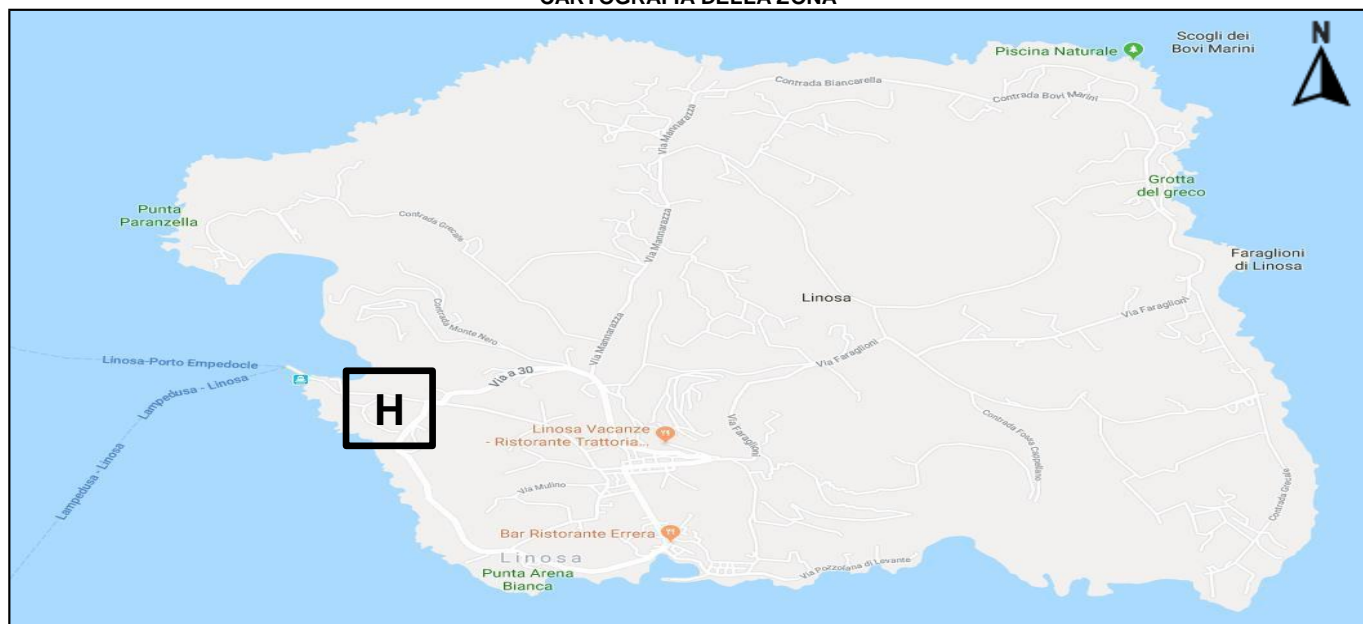 CARTOGRAFIA DELLA ZONA
N
Scogli dei
Bovi Marini
Piscina Naturale
Contrada Biancarella
Contrada Bovi Marini
Via Mannarazza
Grotta
del greco
Punta
Paranzella
Contrada Grecale
Via Mannarazza
Faraglioni
di Linosa
Linosa
Contrada Monte Nero
Via Faraglioni
Via Mannarazza
Via Faraglioni
Linosa-Porto Empedocle
Lampedusa - Linosa
Via a 30
H
Linosa Vacanze
- Ristorante Trattoria...
Via Faraglioni
Contrada Fossa Cappellano
Lampedusa - Linosa
Via Mulino
Contrada Grecale
Bar Ristorante Errera
Linosa
Punta Arena
Bianca
Via Pozzolana di Levante